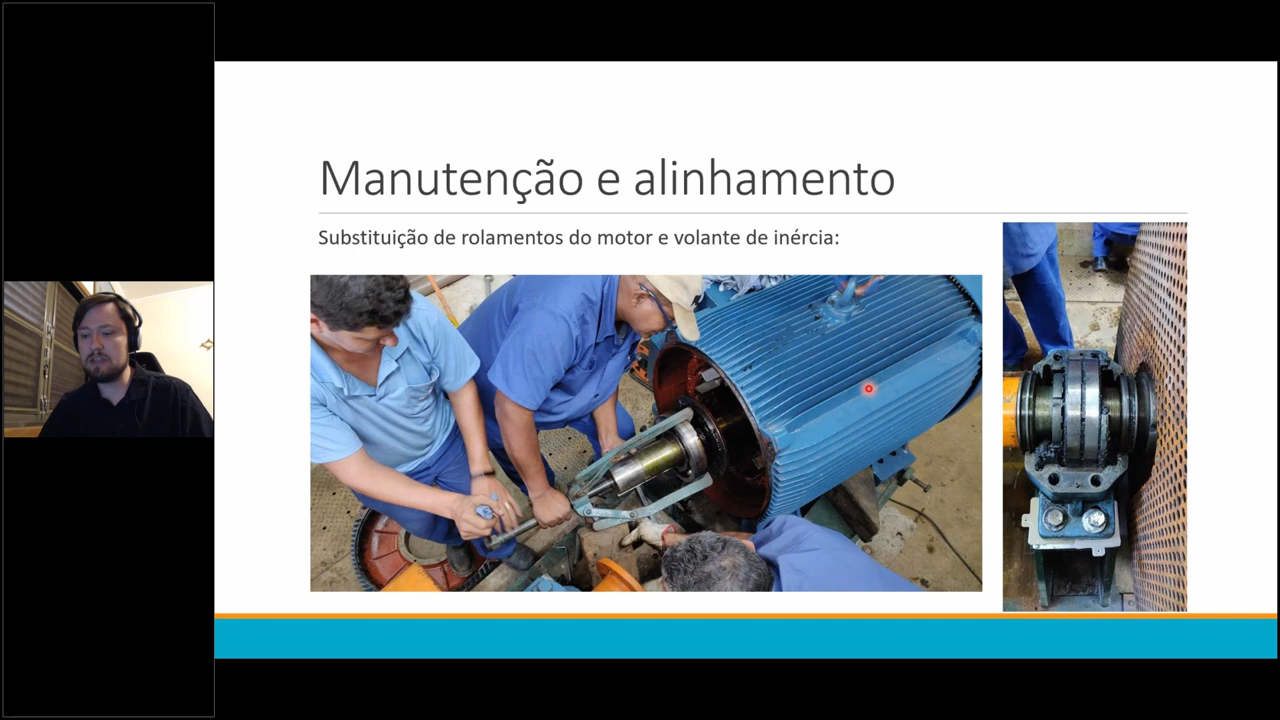 Manutenção e alinhamento
Substituição de rolamentos do motor e volante de inércia: